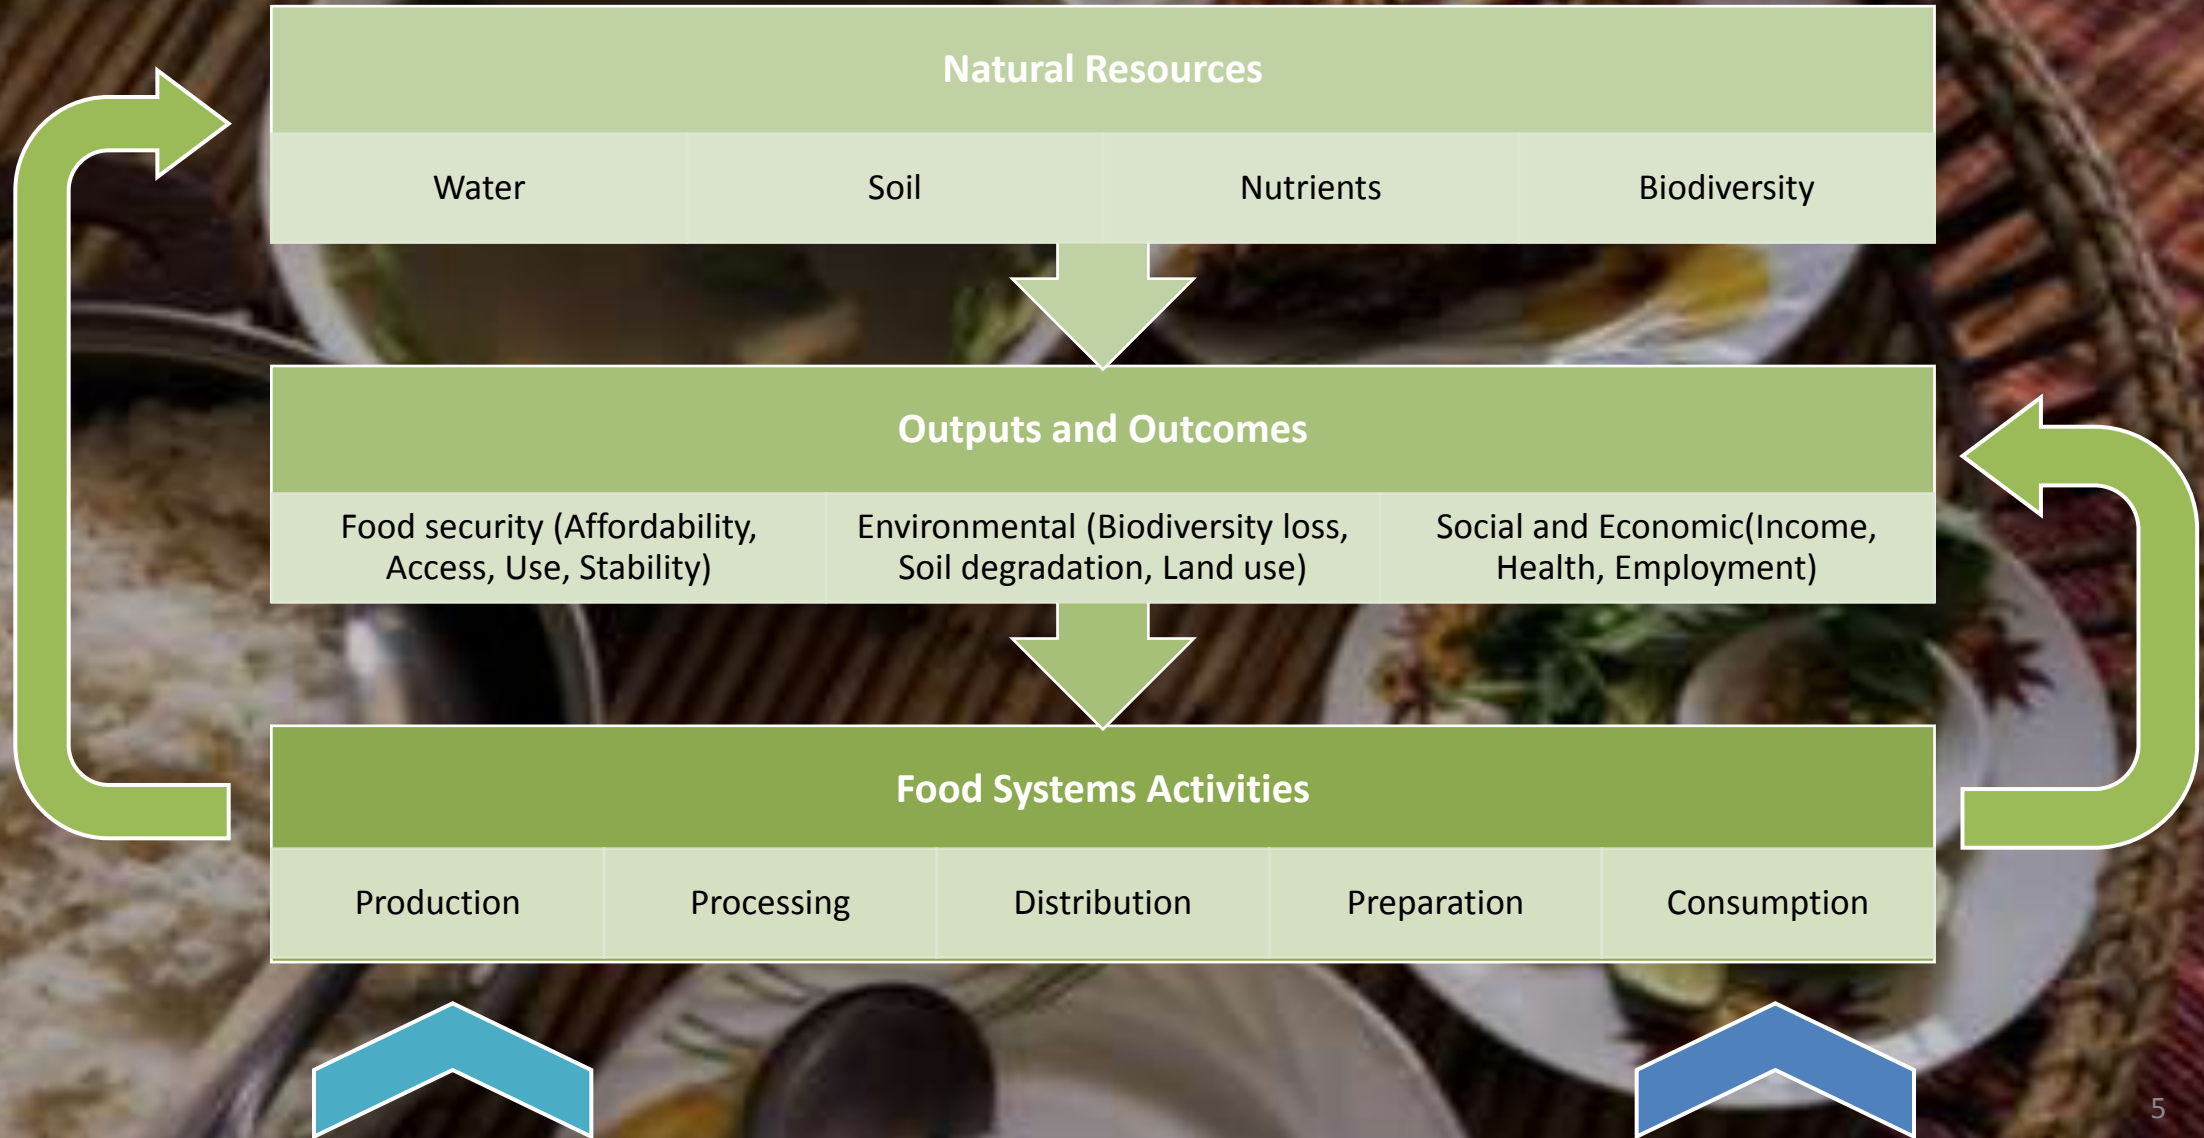 Natural Resources
Water
Soil
Nutrients
Biodiversity
Outputs and Outcomes
Food security (Affordability,
Access, Use, Stability)
Environmental (Biodiversity loss,
Soil degradation, Land use)
Social and Economic(Income,
Health, Employment)
Food Systems Activities
Production
Processing
Distribution
Preparation
Consumption
5